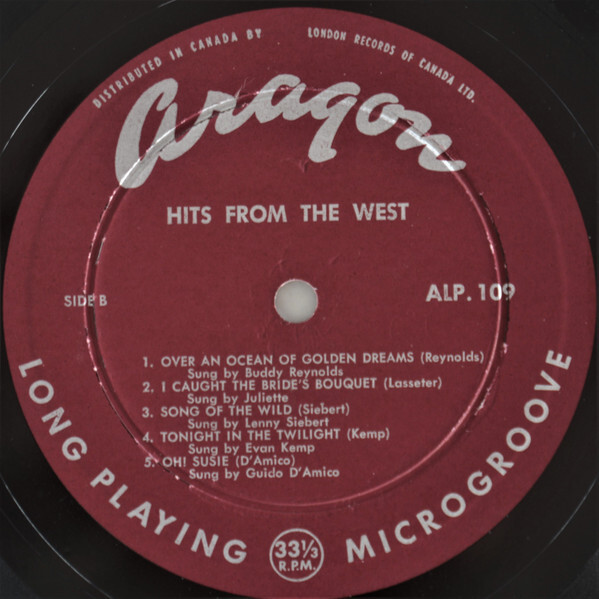 DISTRIBUTED IN CANADA BY LONDON RECORDS OF CANADA LTD.
Aragon
HITS FROM THE WEST
SIDE B
ALP. 109
1. OVER AN OCEAN OF GOLDEN DREAMS (Reynolds)
Sung by Buddy Reynolds
2. I CAUGHT THE BRIDE'S BOUQUET (Lasseter)
Sung by Juliette
3. SONG OF THE WILD (Siebert)
Sung by Lenny Siebert
4. TONIGHT IN THE TWILIGHT (Kemp)
Sung by Evan Kemp
5. OH! SUSIE (D'Amico)
Sung by Guido D'Amico
LONG PLAYING MICROGROOVE
33⅓
R.P.M.